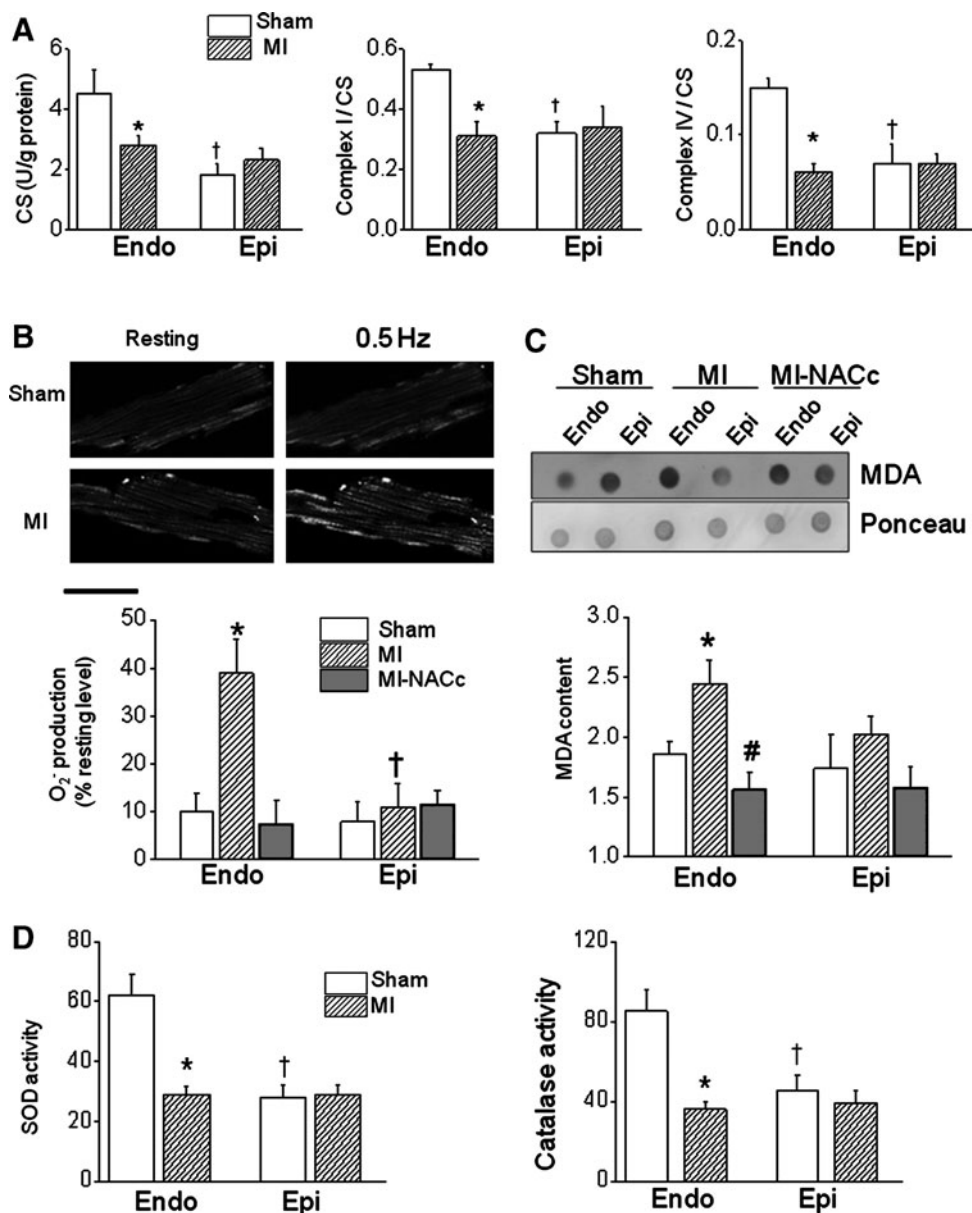 A
Sham
MI
CS (U/g protein)
6
4
2
0
*
†
Endo
Epi
Complex I / CS
0.6
0.4
0.2
0.0
*
†
Endo
Epi
Complex IV / CS
0.2
0.1
0.0
*
†
Endo
Epi
B
Resting
0.5 Hz
Sham
MI
O2- production
(% resting level)
50
40
30
20
10
0
*
†
Sham
MI
MI-NACc
Endo
Epi
C
Sham
MI
MI-NACc
Endo
Epi
Endo
Epi
Endo
Epi
MDA
Ponceau
MDA content
3.0
2.5
2.0
1.5
1.0
*
#
Endo
Epi
D
SOD activity
80
60
30
20
0
*
†
Sham
MI
Endo
Epi
Catalase activity
120
80
40
0
*
†
Endo
Epi